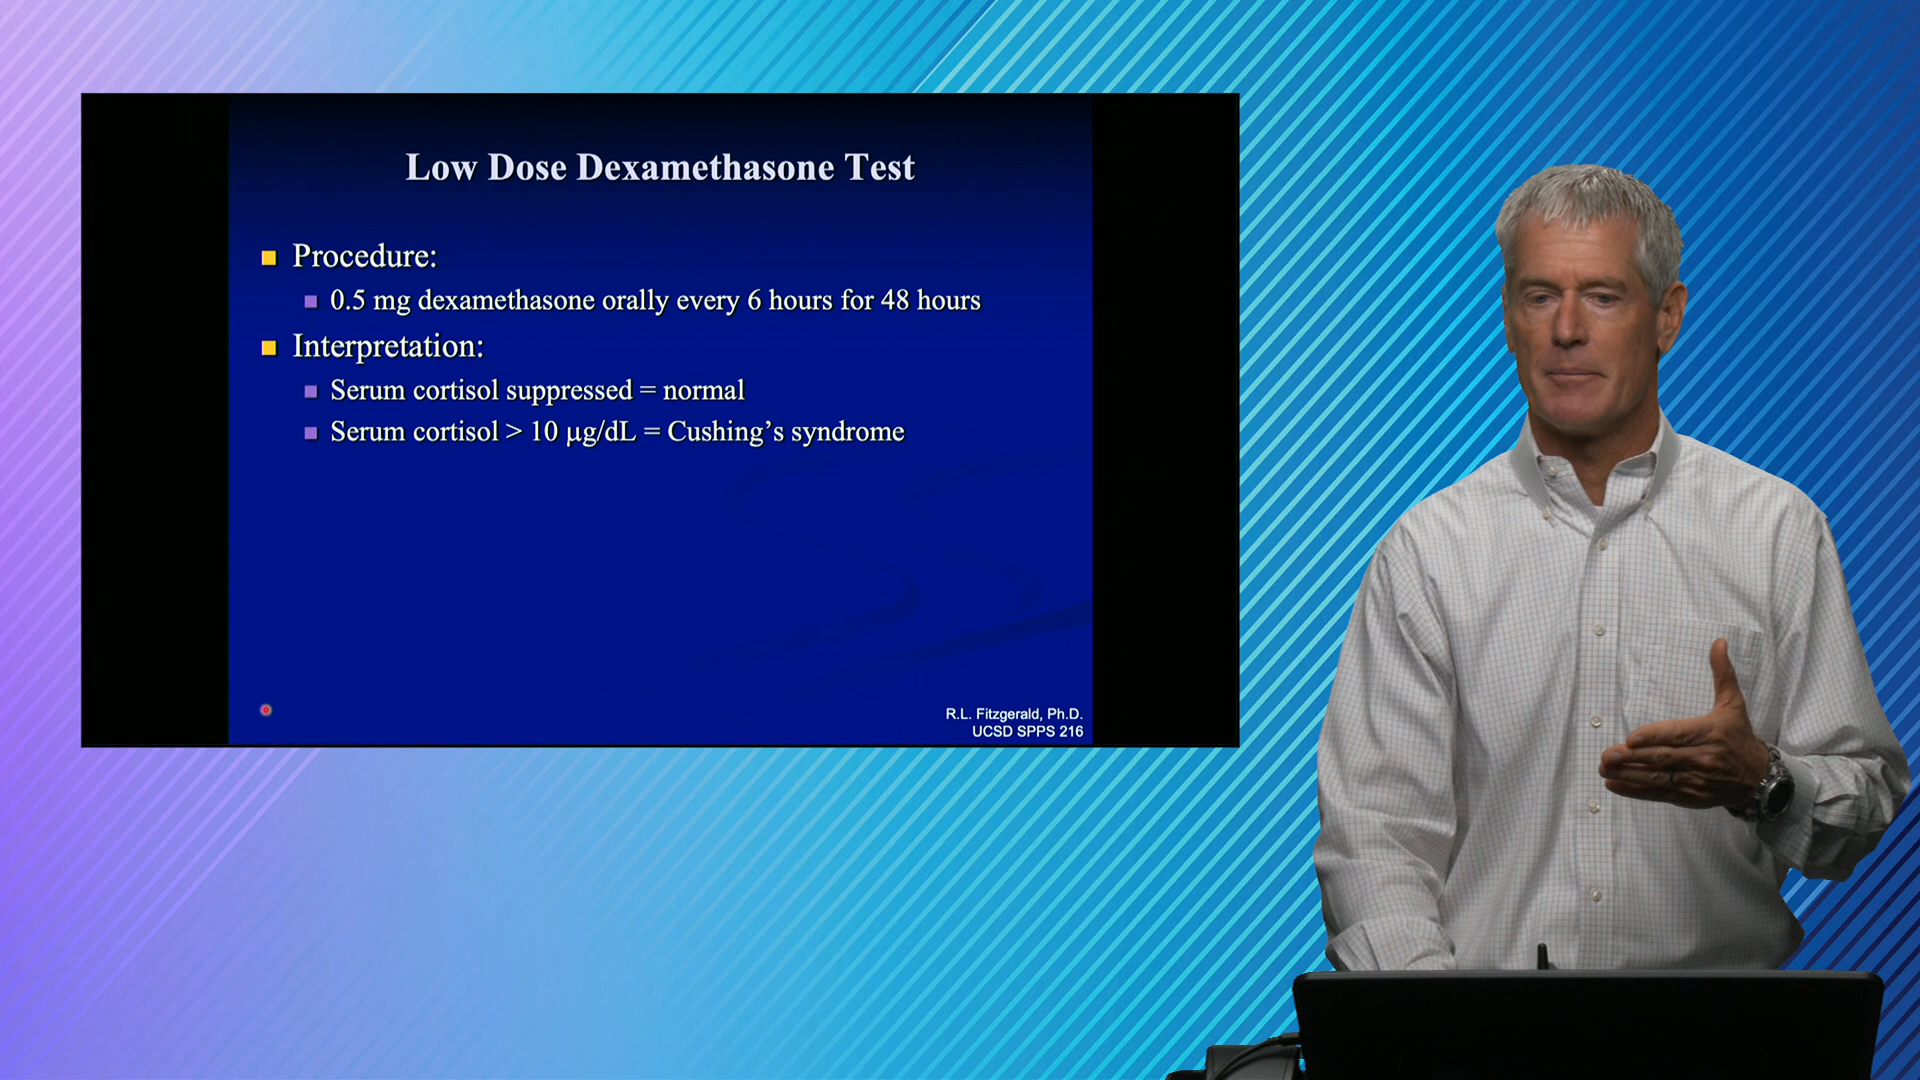 Low Dose Dexamethasone Test
Procedure:
0.5 mg dexamethasone orally every 6 hours for 48 hours
Interpretation:
Serum cortisol suppressed = normal
Serum cortisol > 10 µg/dL = Cushing’s syndrome
R.L. Fitzgerald, Ph.D.
UCSD SPPS 216